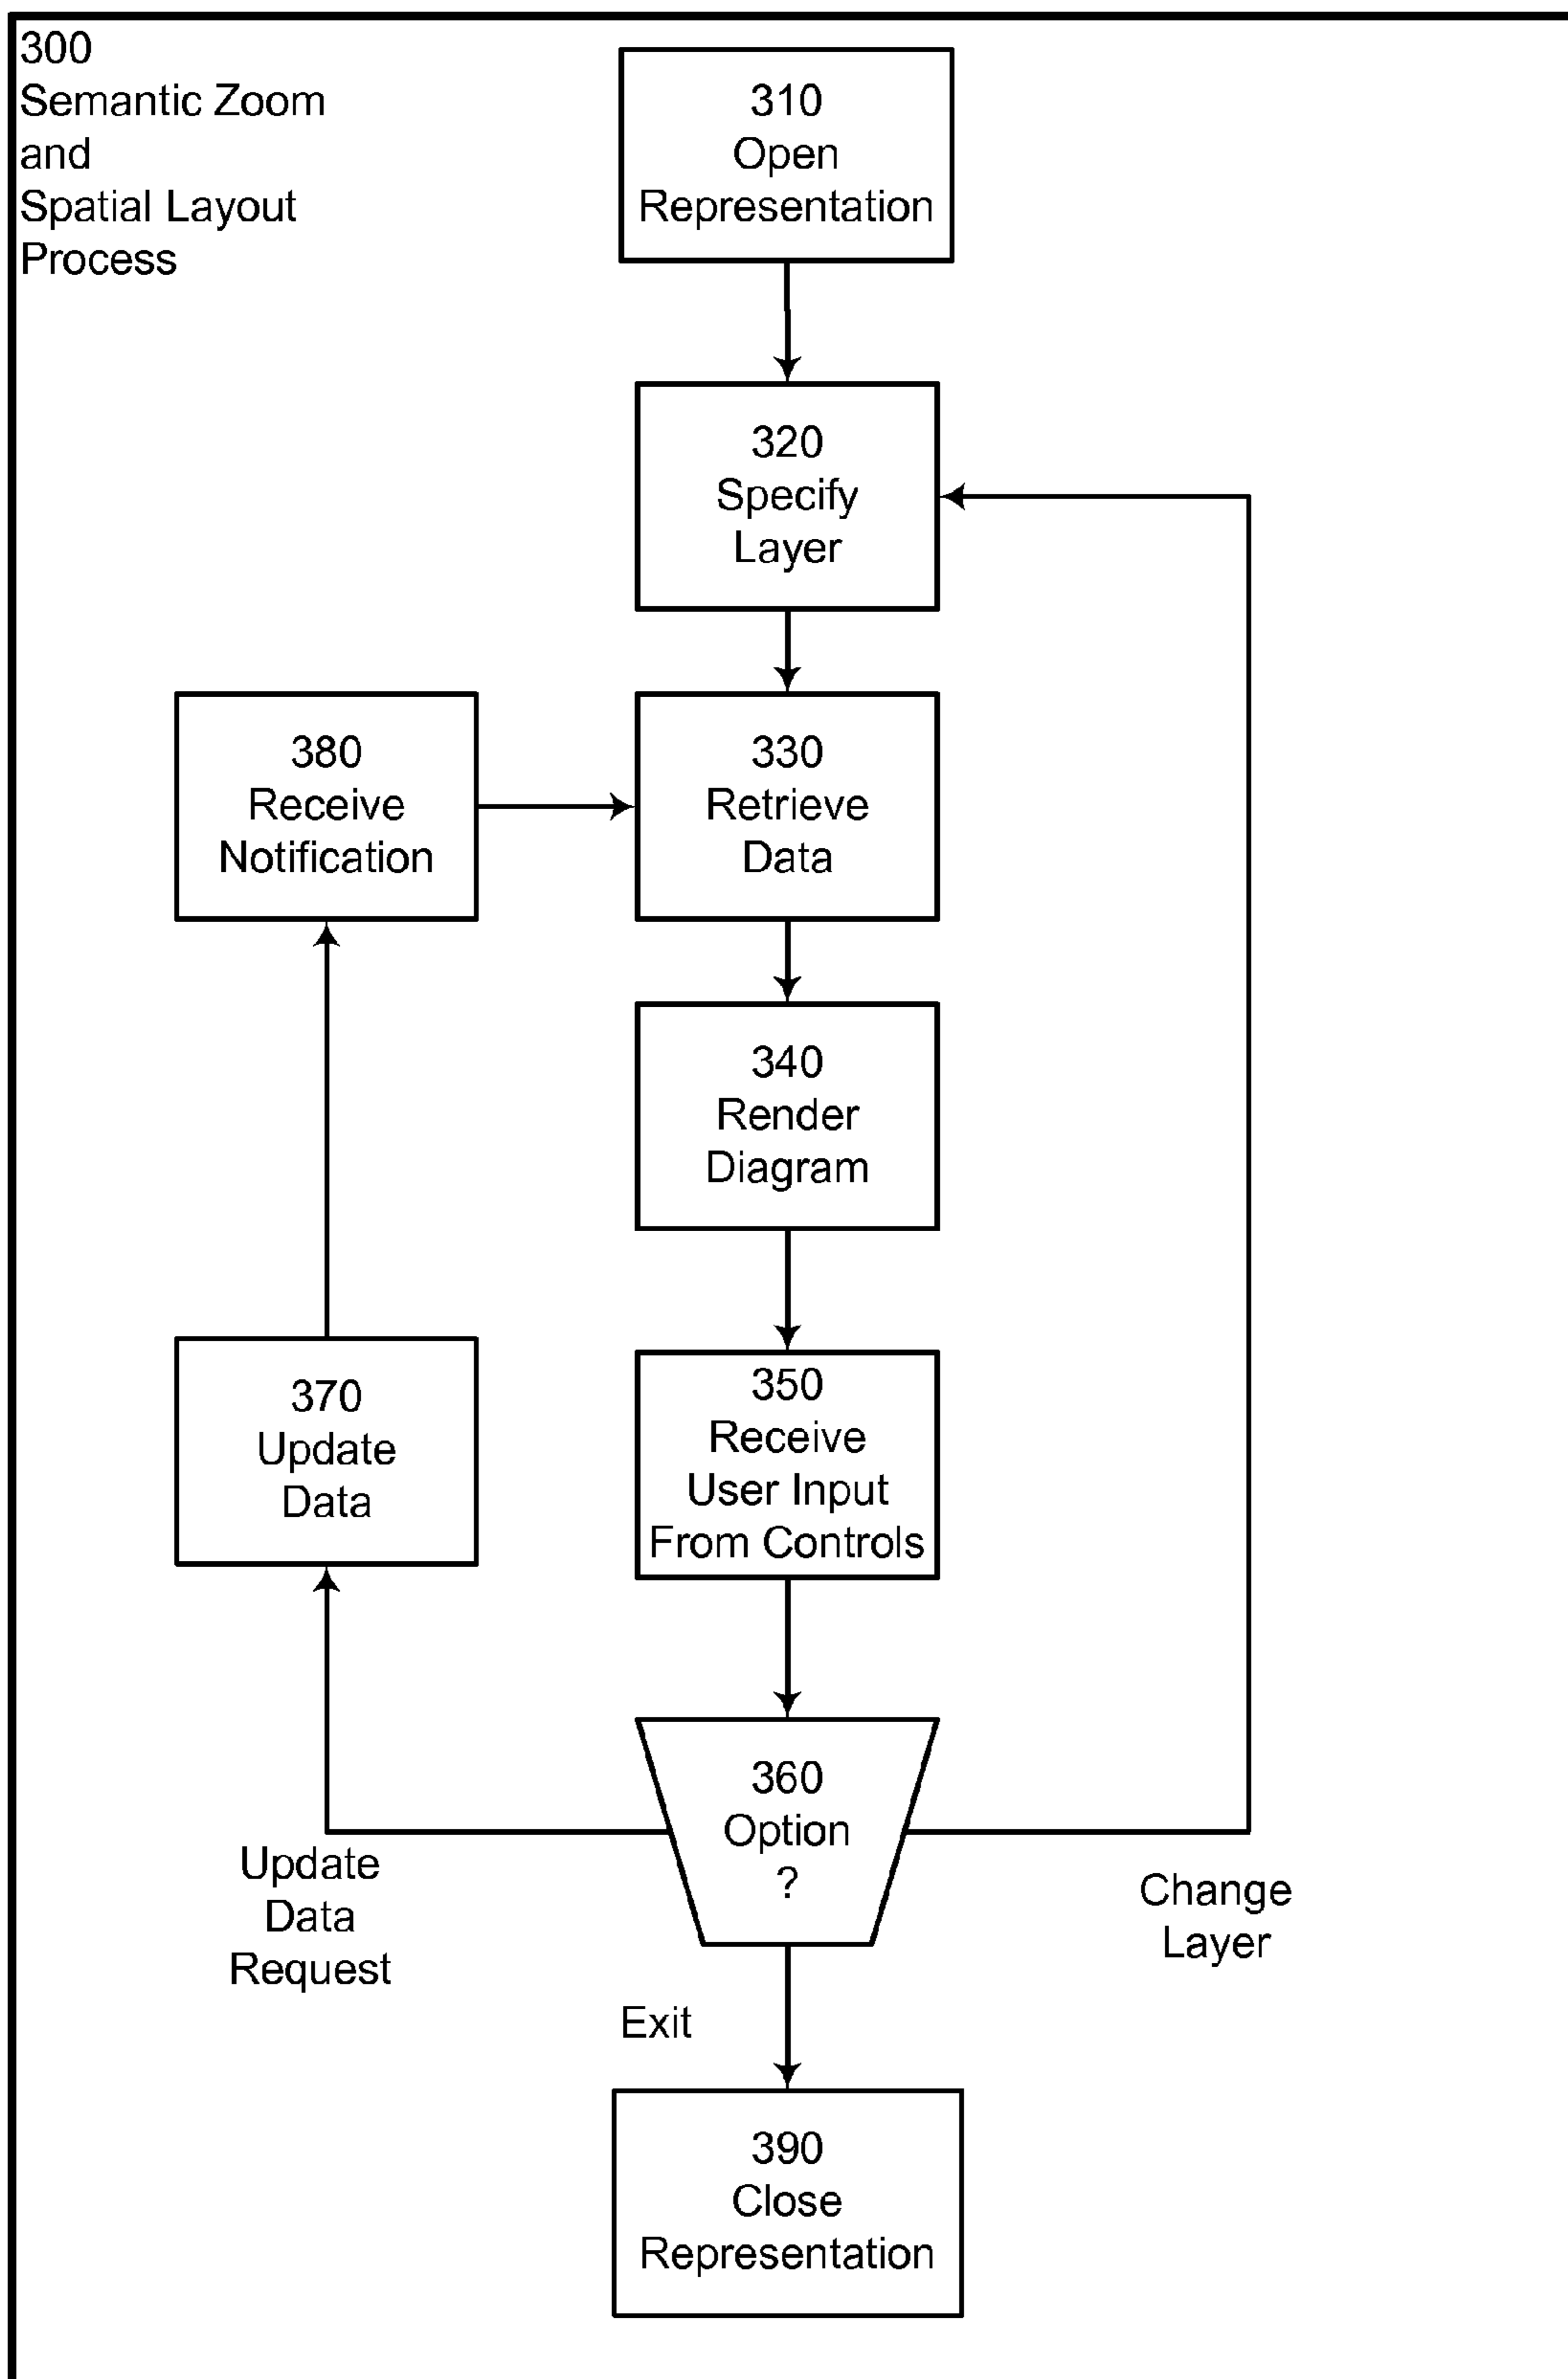 300
Semantic Zoom
and
Spatial Layout
Process
310
Open
Representation
320
Specify
Layer
380
Receive
Notification
330
Retrieve
Data
340
Render
Diagram
370
Update
Data
350
Receive
User Input
From Controls
360
Option
?
Update
Data
Request
Change
Layer
Exit
390
Close
Representation